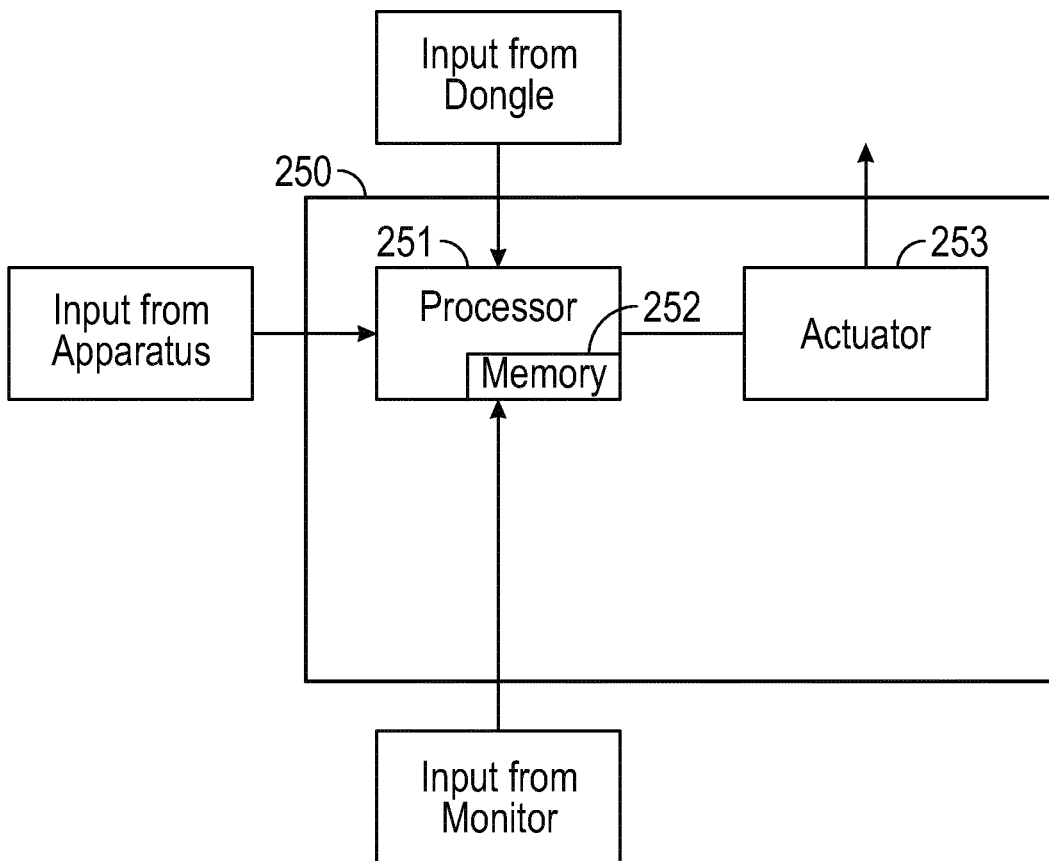 Input from
Dongle
250
251
253
Input from
Apparatus
Processor
252
Memory
Actuator
Input from
Monitor